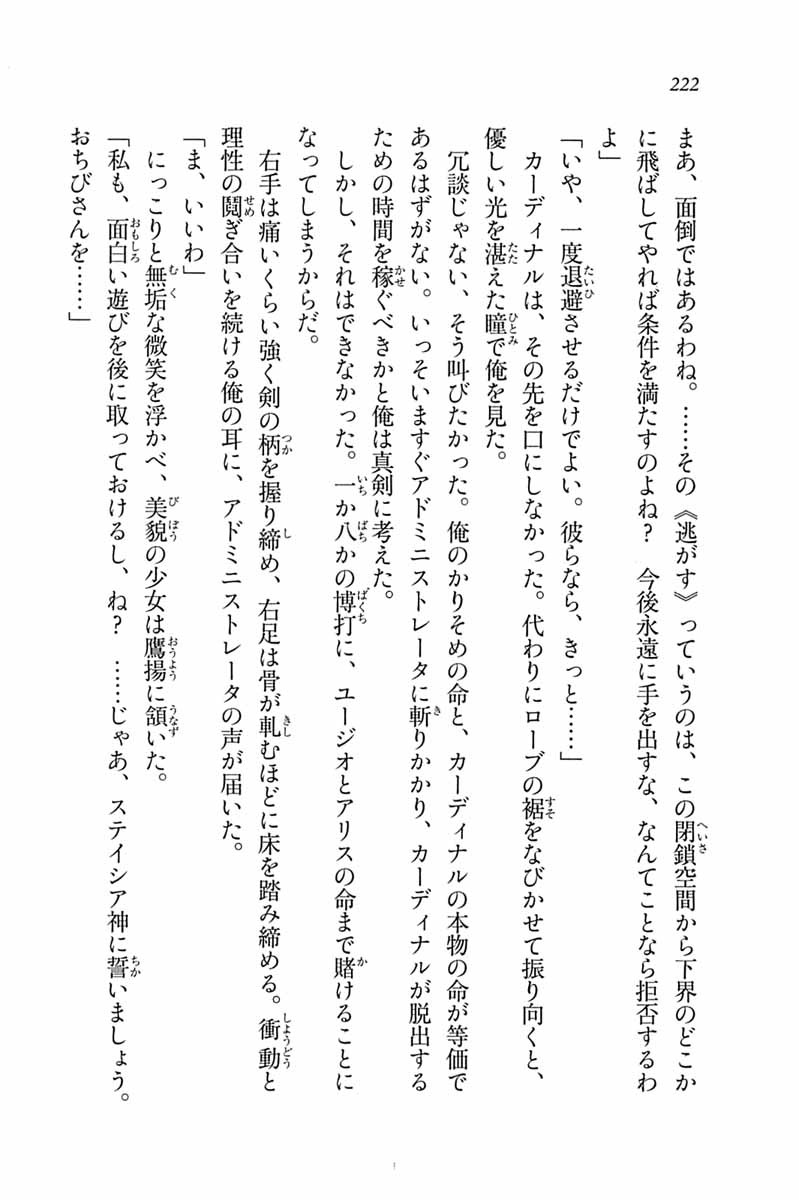 222
まあ、面倒ではあるわね。……その《逃がす》っていうのは、この閉鎖空間から下界のどこか
に飛ばしてやれば条件を満たすのよね？　今後永遠に手を出すな、なんてことなら拒否するわ
よ」
「いや、一度退避させるだけでよい。彼らなら、きっと……」
　カーディナルは、その先を口にしなかった。代わりにローブの裾をなびかせて振り向くと、
優しい光を湛えた瞳で俺を見た。
　冗談じゃない、そう叫びたかった。俺のかりそめの命と、カーディナルの本物の命が等価で
あるはずがない。いっそいますぐアドミニストレータに斬りかかり、カーディナルが脱出する
ための時間を稼ぐべきかと俺は真剣に考えた。
　しかし、それはできなかった。一か八かの博打に、ユージオとアリスの命まで賭けることに
なってしまうからだ。
　右手は痛いくらい強く剣の柄を握り締め、右足は骨が軋むほどに床を踏み締める。衝動と
理性の鬩ぎ合いを続ける俺の耳に、アドミニストレータの声が届いた。
「ま、いいわ」
　にっこりと無垢な微笑を浮かべ、美貌の少女は鷹揚に頷いた。
「私も、面白い遊びを後に取っておけるし、ね？　……じゃあ、ステイシア神に誓いましょう。
おちびさんを……」